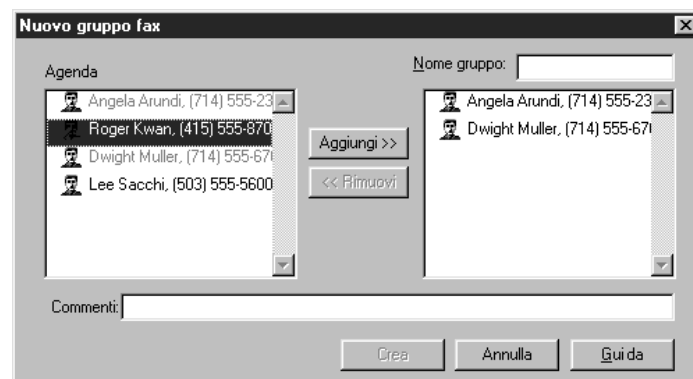 Nuovo gruppo fax
Agenda
Nome gruppo:
Angela Arundi, (714) 555-23
Roger Kwan, (415) 555-870
Dwight Muller, (714) 555-67
Lee Sacchi, (503) 555-5600
Aggiungi >>
<< Rimuovi
Angela Arundi, (714) 555-23
Dwight Muller, (714) 555-67
Commenti:
Crea
Annulla
Guida